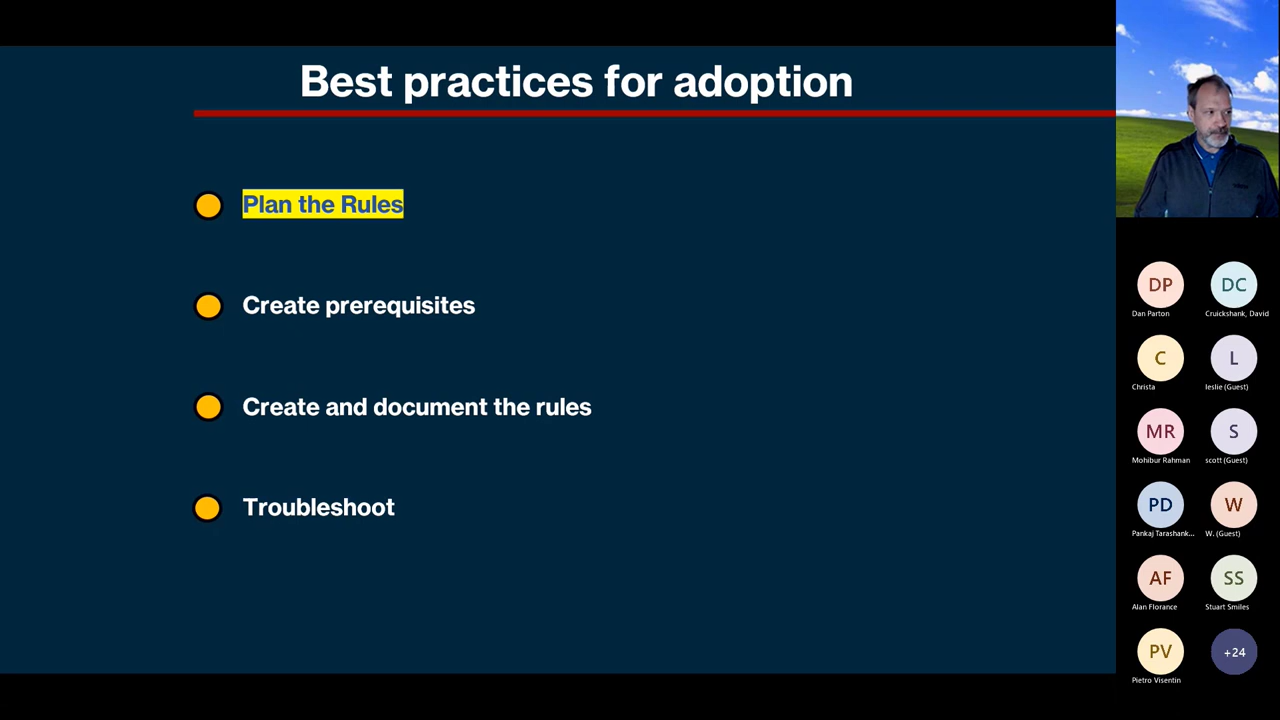 Best practices for adoption
Plan the Rules
Create prerequisites
Create and document the rules
Troubleshoot
DP
DC
Dan Parton
Cruickshank, David
C
L
Christa
leslie (Guest)
MR
S
Mohibur Rahman
scott (Guest)
PD
W
Pankaj Tarashank...
W. (Guest)
AF
SS
Alan Florance
Stuart Smiles
PV
+24
Pietro Visentin